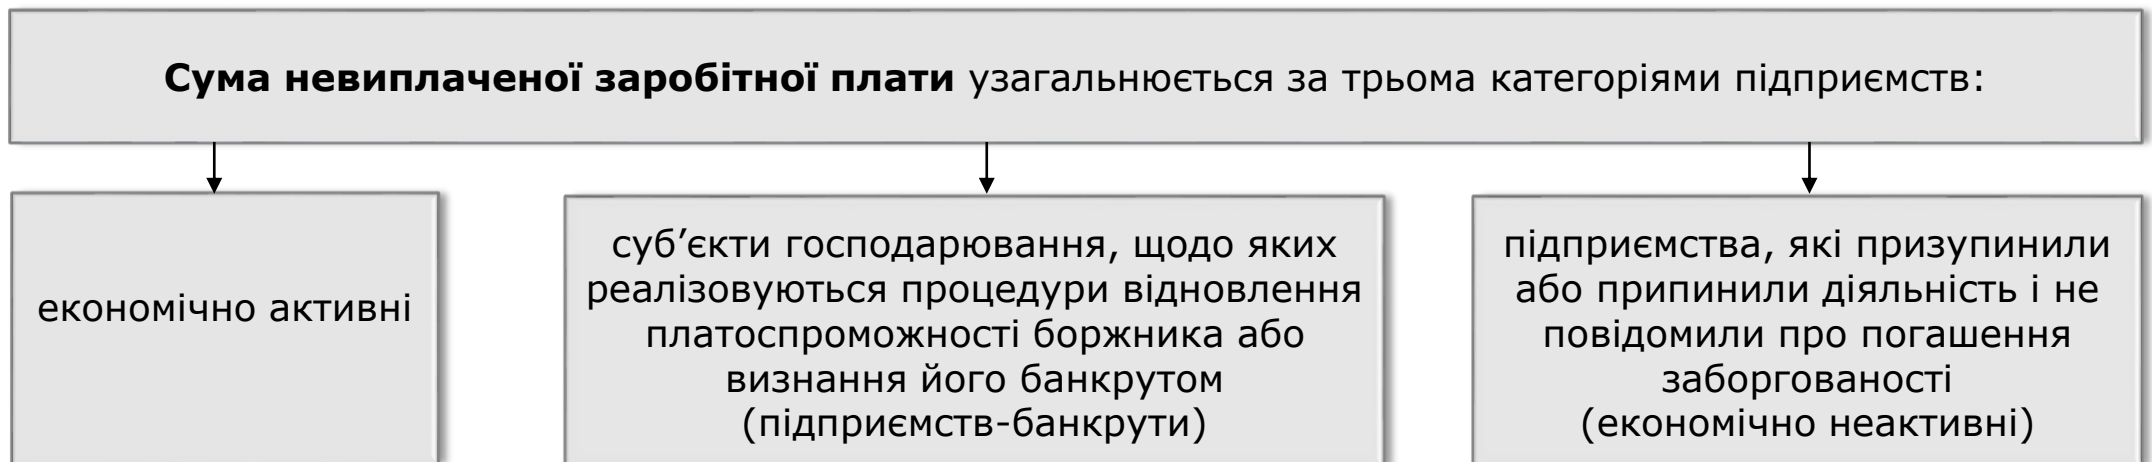 Сума невиплаченої заробітної плати узагальнюється за трьома категоріями підприємств:
економічно активні
суб’єкти господарювання, щодо яких
реалізовуються процедури відновлення
платоспроможності боржника або
визнання його банкрутом
(підприємств-банкрути)
підприємства, які призупинили
або припинили діяльність і не
повідомили про погашення
заборгованості
(економічно неактивні)